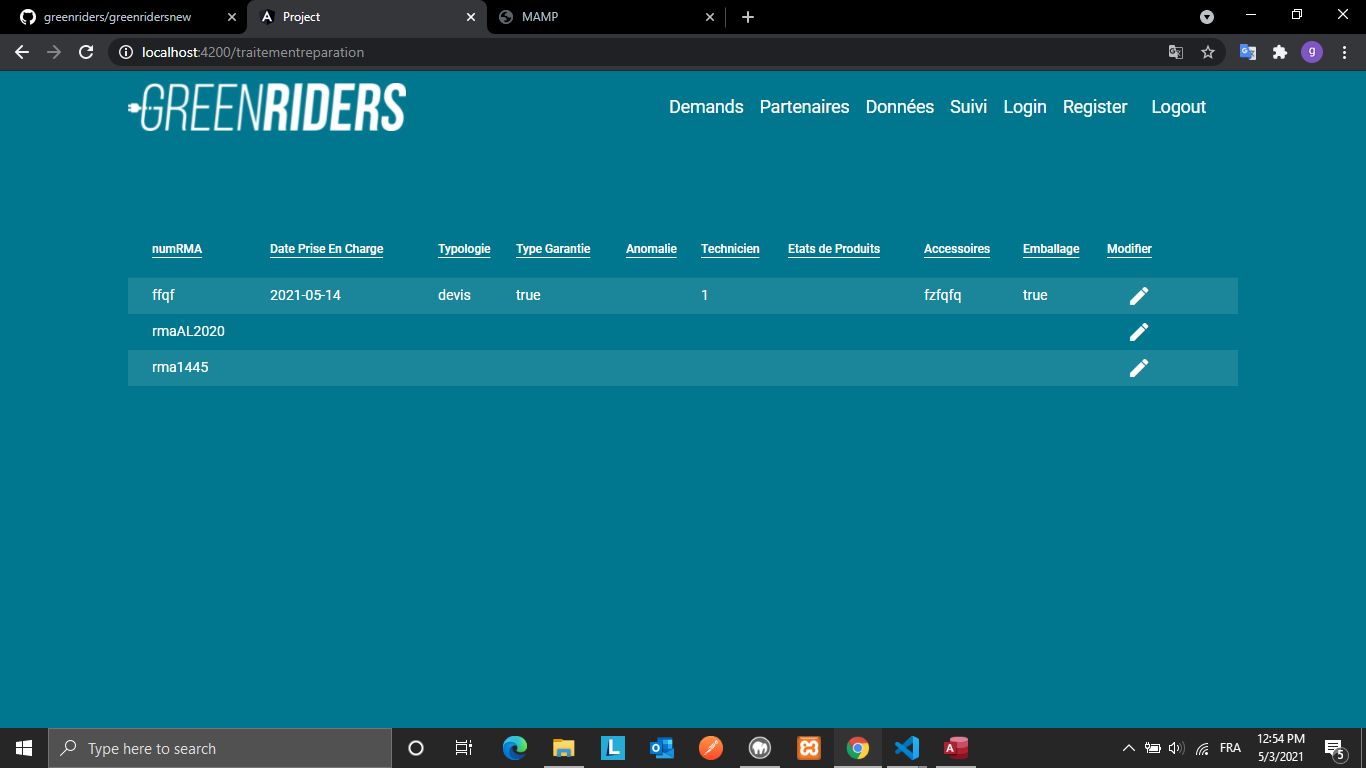 greenriders/greenridersnew Project MAMP
localhost:4200/traitementreparation g
GREENRIDERS Demands Partenaires Données Suivi Login Register Logout
numRMA Date Prise En Charge Typologie Type Garantie Anomalie Technicien Etats de Produits Accessoires Emballage Modifier
ffqf 2021-05-14 devis true 1 fzfqfq true
rmaAL2020
rma1445
Type here to search L FRA 12:54 PM
5/3/2021 5